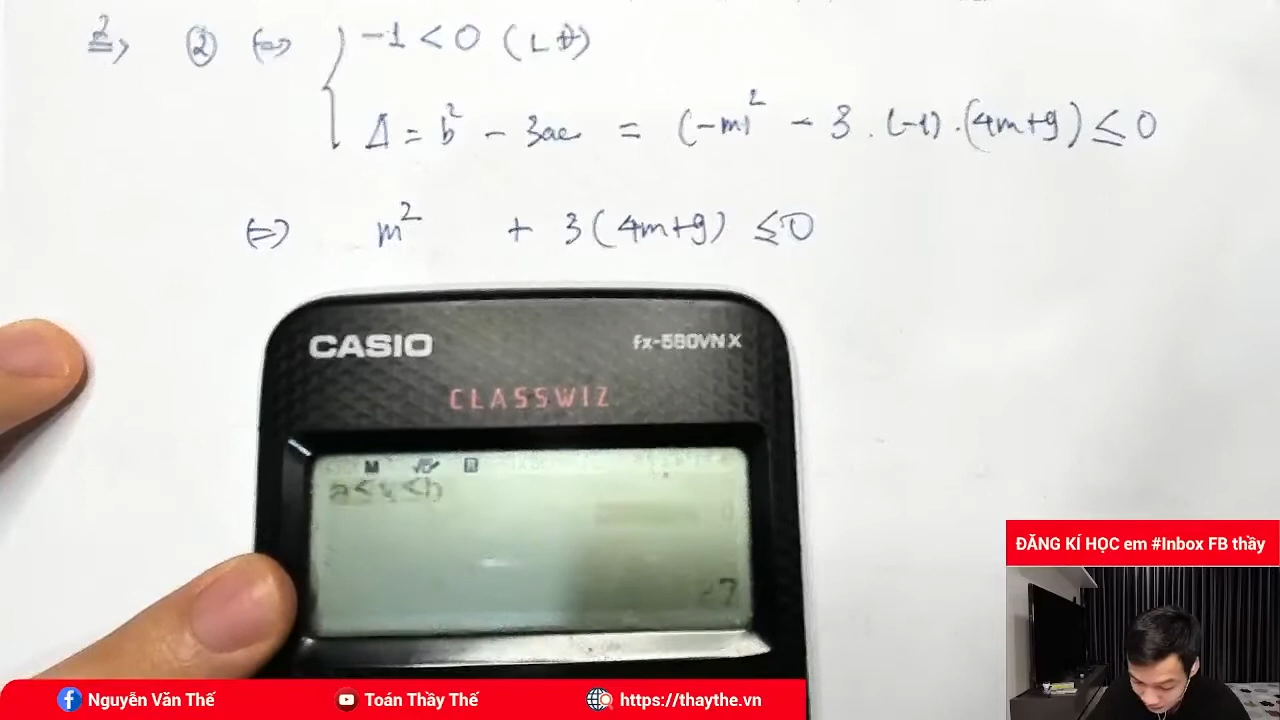 2, ② ⇔ { -1 < 0 (LĐ)
Δ = b² - 3ac = (-m)² - 3 . (-1) . (4m+9) ≤ 0
⇔ m² + 3(4m+9) ≤ 0
CASIO fx-580VN X
CLASSWIZ
M √ D
a≤x≤b
ĐĂNG KÍ HỌC em #Inbox FB thầy
Nguyễn Văn Thế Toán Thầy Thế https://thaythe.vn